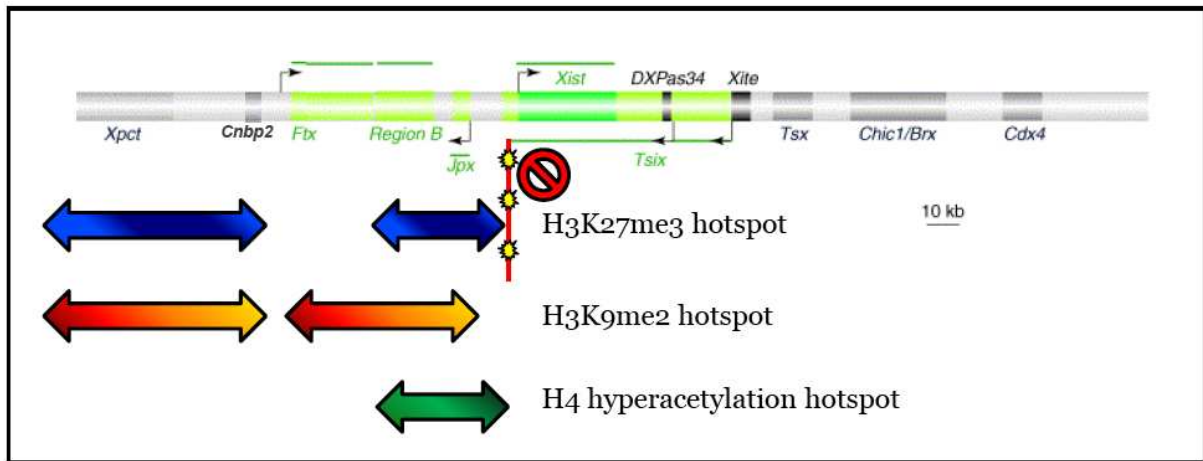 Xist DXPas34 Xite
Xpct Cnbp2 Ftx Region B Jpx Tsix Tsx Chic1/Brx Cdx4
H3K27me3 hotspot
10 kb
H3K9me2 hotspot
H4 hyperacetylation hotspot